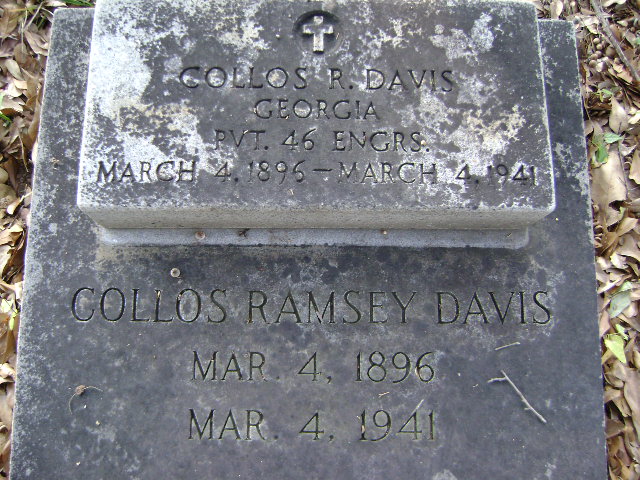 COLLOS R. DAVIS
GEORGIA
PVT. 46 ENGRS.
MARCH 4, 1896 — MARCH 4, 1941
COLLOS RAMSEY DAVIS
MAR. 4, 1896
MAR. 4, 1941